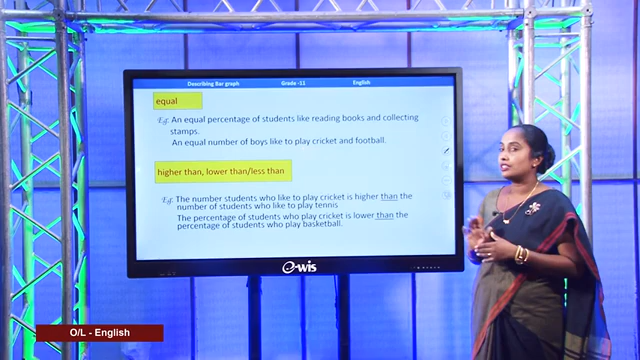 Describing Bar graph Grade -11 English
equal
Eg: An equal percentage of students like reading books and collecting
stamps.
An equal number of boys like to play cricket and football.
higher than, lower than/less than
Eg: The number students who like to play cricket is higher than the
number of students who like to play tennis
The percentage of students who play cricket is lower than the
percentage of students who play basketball.
e-wis
O/L - English